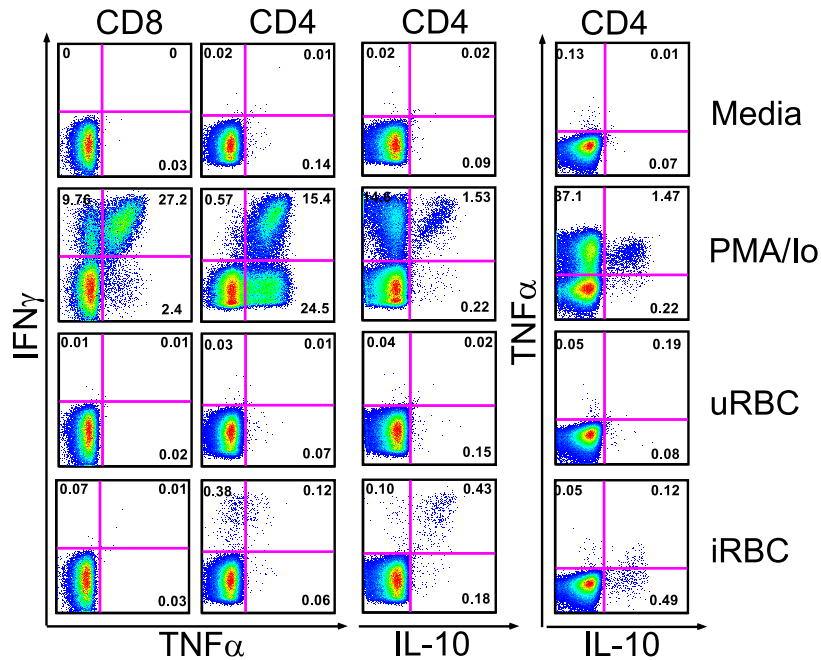 CD8 CD4 CD4 CD4
0 0 0.02 0.01 0.02 0.02 0.13 0.01
Media
0.03 0.14 0.09 0.07
9.76 27.2 0.57 15.4 14.6 1.53 37.1 1.47
PMA/Io
2.4 24.5 0.22 0.22
IFNγ
TNFα
0.01 0.01 0.03 0.01 0.04 0.02 0.05 0.19
uRBC
0.02 0.07 0.15 0.08
0.07 0.01 0.38 0.12 0.10 0.43 0.05 0.12
iRBC
0.03 0.06 0.18 0.49
TNFα IL-10 IL-10